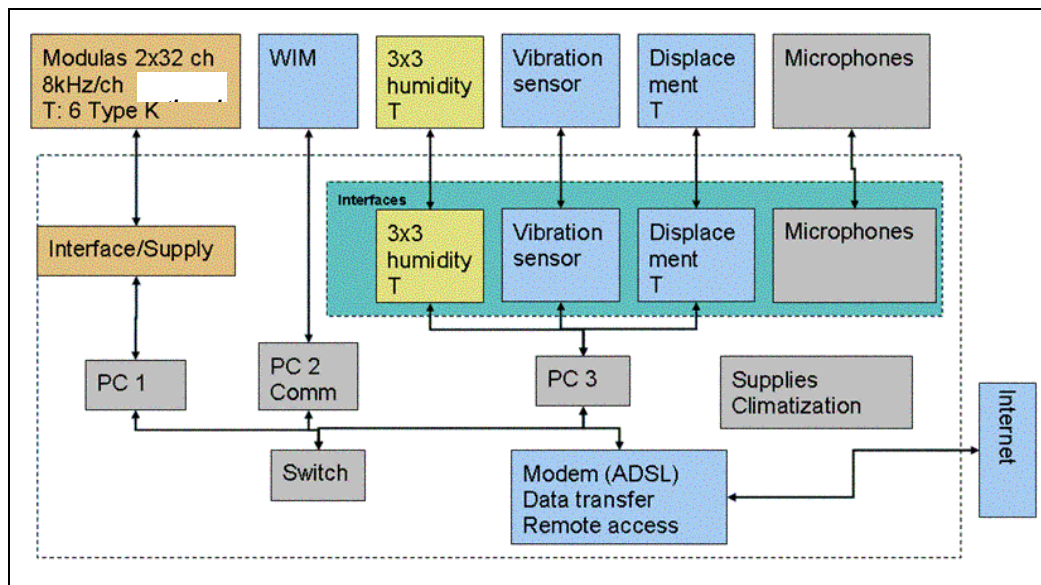 Modulas 2x32 ch
8kHz/ch
T: 6 Type K
WIM
3x3
humidity
T
Vibration
sensor
Displace
ment
T
Microphones
Interfaces
Interface/Supply
3x3
humidity
T
Vibration
sensor
Displace
ment
T
Microphones
PC 1
PC 2
Comm
PC 3
Supplies
Climatization
Internet
Switch
Modem (ADSL)
Data transfer
Remote access